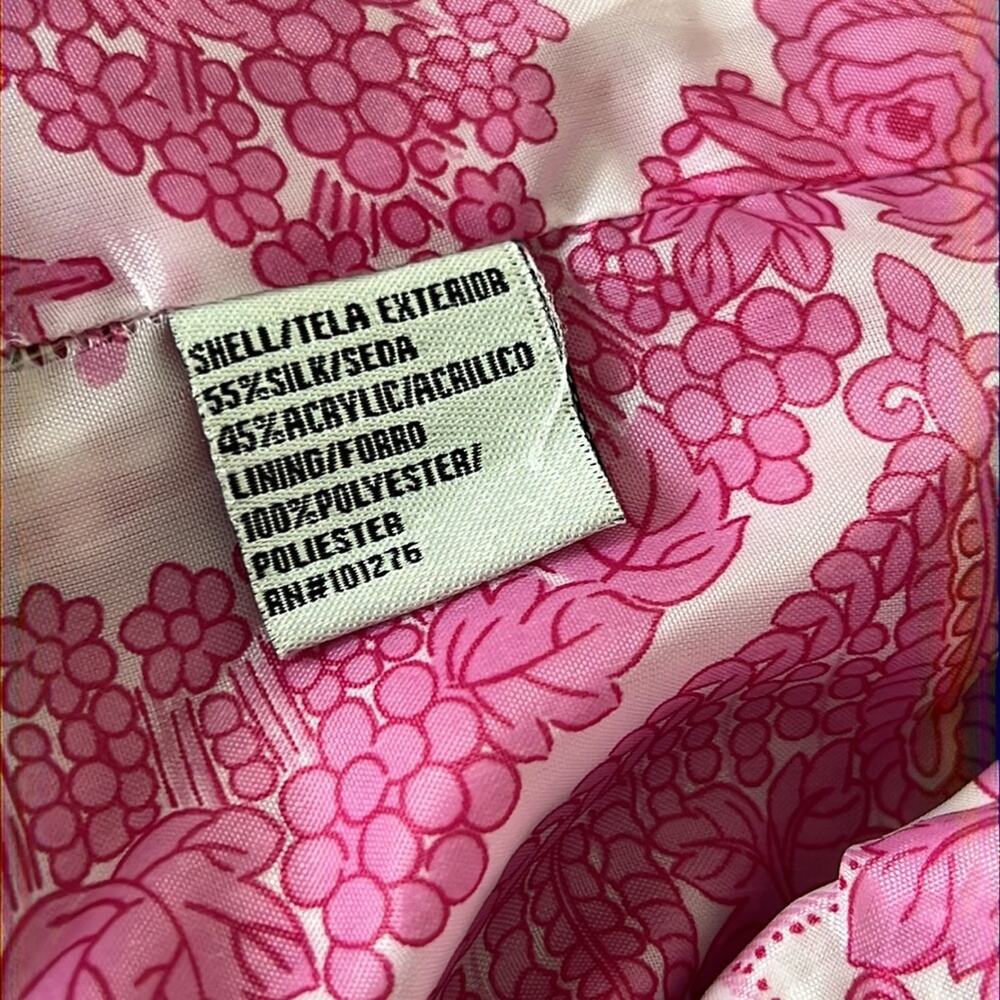 SHELL/TELA EXTERIOR
55%SILK/SEDA
45%ACRYLIC/ACRILICO
LINING/FORRO
100%POLYESTER/
POLIESTER
RN#101276